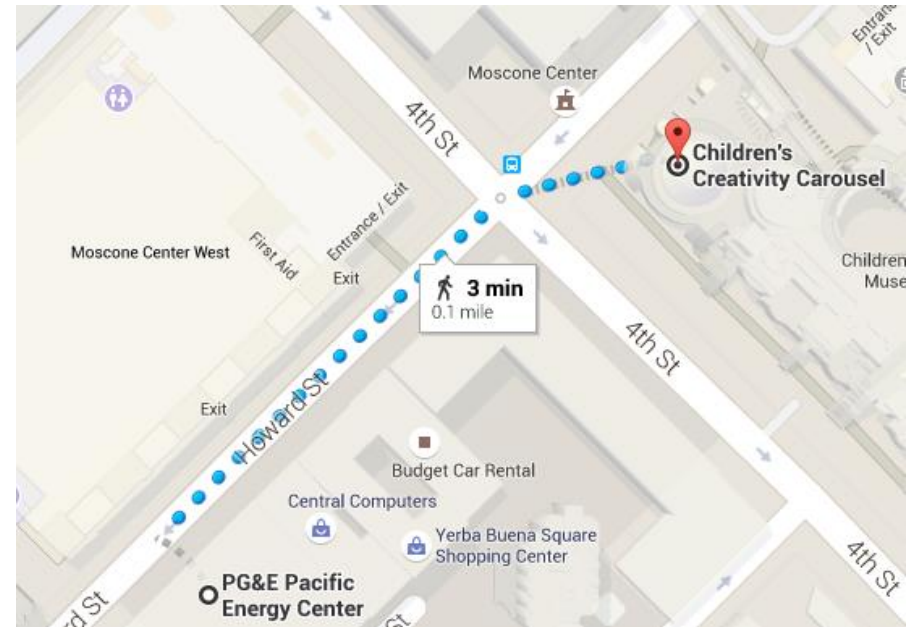 Entrance
/ Exit
Moscone Center
4th St
Children's
Creativity Carousel
Entrance / Exit
First Aid
Moscone Center West
Exit
Children
Muse
3 min
0.1 mile
4th St
Howard St
Exit
Budget Car Rental
Central Computers
Yerba Buena Square
Shopping Center
4th St
PG&E Pacific
Energy Center
rd St
St